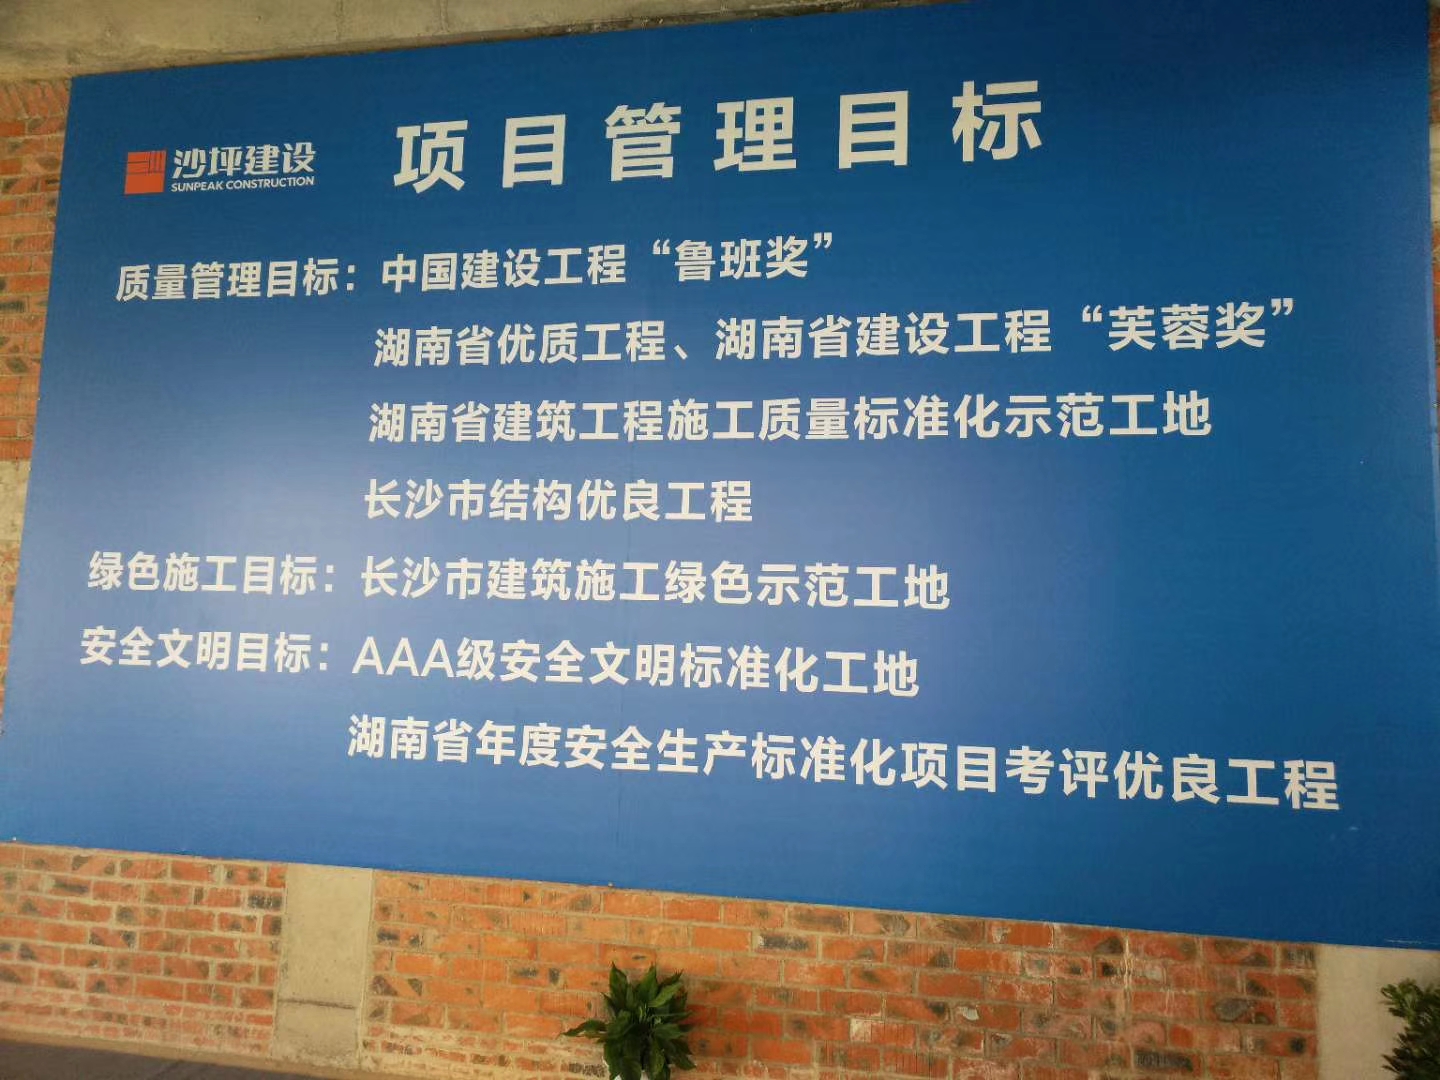 沙坪建设
SUNPEAK CONSTRUCTION
项目管理目标
质量管理目标：中国建设工程“鲁班奖”
湖南省优质工程、湖南省建设工程“芙蓉奖”
湖南省建筑工程施工质量标准化示范工地
长沙市结构优良工程
绿色施工目标：长沙市建筑施工绿色示范工地
安全文明目标：AAA级安全文明标准化工地
湖南省年度安全生产标准化项目考评优良工程